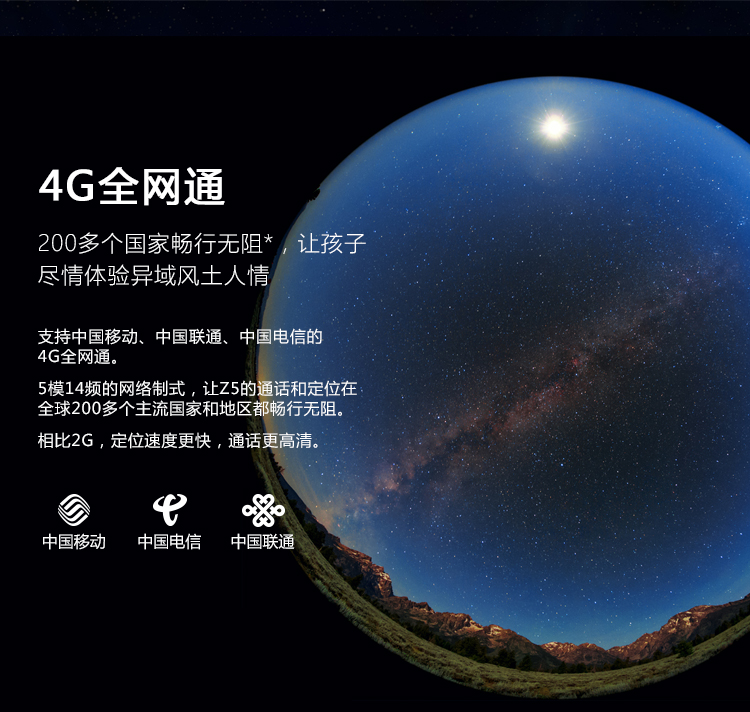 4G全网通
200多个国家畅行无阻*，让孩子
尽情体验异域风土人情
支持中国移动、中国联通、中国电信的
4G全网通。
5模14频的网络制式，让Z5的通话和定位在
全球200多个主流国家和地区都畅行无阻。
相比2G，定位速度更快，通话更高清。
中国移动 中国电信 中国联通